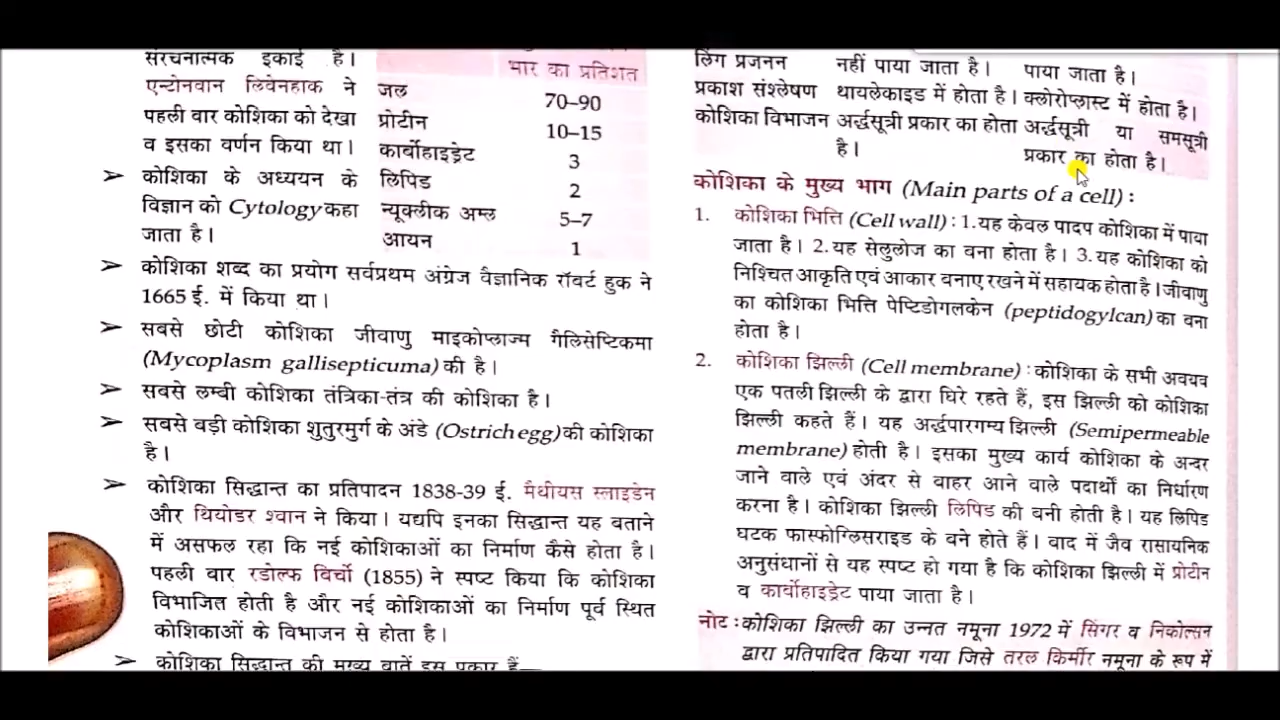 संरचनात्मक इकाई है।
एन्टोनवान लिवेनहाक ने
पहली बार कोशिका को देखा
व इसका वर्णन किया था।
➢ कोशिका के अध्ययन के
विज्ञान को Cytology कहा
जाता है।
भार का प्रतिशत
जल 70–90
प्रोटीन 10–15
कार्बोहाइड्रेट 3
लिपिड 2
न्यूक्लीक अम्ल 5–7
आयन 1
➢ कोशिका शब्द का प्रयोग सर्वप्रथम अंग्रेज वैज्ञानिक रॉबर्ट हुक ने
1665 ई. में किया था।
➢ सबसे छोटी कोशिका जीवाणु माइकोप्लाज्म गैलिसेप्टिकमा
(Mycoplasm gallisepticuma) की है।
➢ सबसे लम्बी कोशिका तंत्रिका-तंत्र की कोशिका है।
➢ सबसे बड़ी कोशिका शुतुरमुर्ग के अंडे (Ostrich egg) की कोशिका
है।
➢ कोशिका सिद्धान्त का प्रतिपादन 1838-39 ई. मैथीयस स्लाइडेन
और थियोडर श्वान ने किया। यद्यपि इनका सिद्धान्त यह बताने
में असफल रहा कि नई कोशिकाओं का निर्माण कैसे होता है।
पहली बार रडोल्फ बिर्चो (1855) ने स्पष्ट किया कि कोशिका
विभाजित होती है और नई कोशिकाओं का निर्माण पूर्व स्थित
कोशिकाओं के विभाजन से होता है।
➢ कोशिका सिद्धान्त की मुख्य बातें इस प्रकार हैं—
लिंग प्रजनन नहीं पाया जाता है। पाया जाता है।
प्रकाश संश्लेषण थायलेकाइड में होता है। क्लोरोप्लास्ट में होता है।
कोशिका विभाजन अर्द्धसूत्री प्रकार का होता अर्द्धसूत्री या समसूत्री
है। प्रकार का होता है।
कोशिका के मुख्य भाग (Main parts of a cell) :
1. कोशिका भित्ति (Cell wall) : 1. यह केवल पादप कोशिका में पाया
जाता है। 2. यह सेलुलोज का बना होता है। 3. यह कोशिका को
निश्चित आकृति एवं आकार बनाए रखने में सहायक होता है। जीवाणु
का कोशिका भित्ति पेप्टिडोगलकेन (peptidogylcan) का बना
होता है।
2. कोशिका झिल्ली (Cell membrane) : कोशिका के सभी अवयव
एक पतली झिल्ली के द्वारा घिरे रहते हैं, इस झिल्ली को कोशिका
झिल्ली कहते हैं। यह अर्द्धपारगम्य झिल्ली (Semipermeable
membrane) होती है। इसका मुख्य कार्य कोशिका के अन्दर
जाने वाले एवं अंदर से बाहर आने वाले पदार्थों का निर्धारण
करना है। कोशिका झिल्ली लिपिड की बनी होती है। यह लिपिड
घटक फास्फोग्लिसराइड के बने होते हैं। बाद में जैव रासायनिक
अनुसंधानों से यह स्पष्ट हो गया है कि कोशिका झिल्ली में प्रोटीन
व कार्बोहाइड्रेट पाया जाता है।
नोट : कोशिका झिल्ली का उन्नत नमूना 1972 में सिंगर व निकोल्सन
द्वारा प्रतिपादित किया गया जिसे तरल किर्मीर नमूना के रूप में